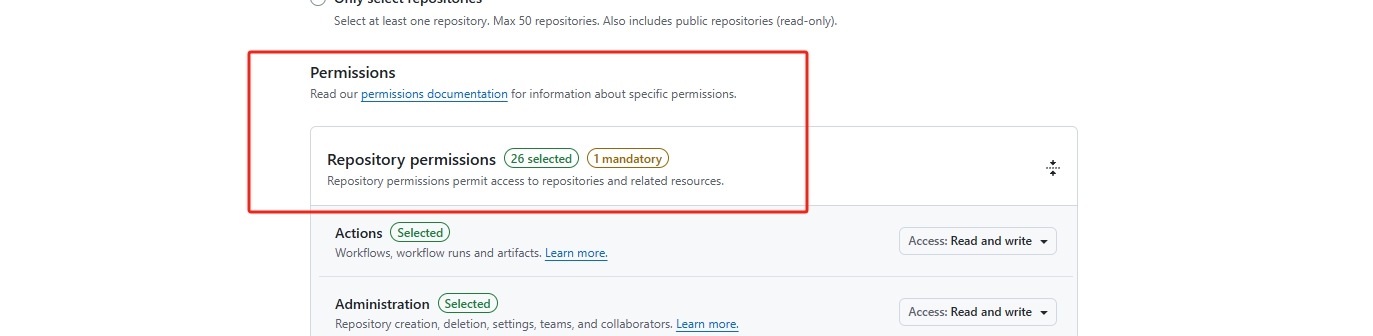 Only select repositories
Select at least one repository. Max 50 repositories. Also includes public repositories (read-only).
Permissions
Read our permissions documentation for information about specific permissions.
Repository permissions 26 selected 1 mandatory
Repository permissions permit access to repositories and related resources.
Actions Selected
Workflows, workflow runs and artifacts. Learn more.
Access: Read and write
Administration Selected
Repository creation, deletion, settings, teams, and collaborators. Learn more.
Access: Read and write